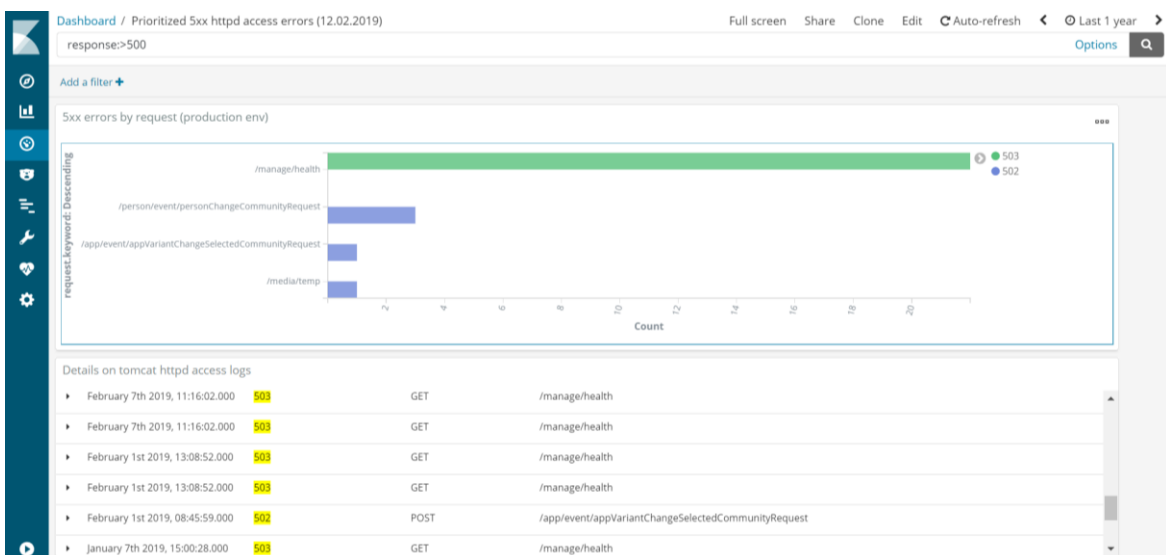 Dashboard / Prioritized 5xx httpd access errors (12.02.2019) Full screen Share Clone Edit Auto-refresh Last 1 year
response:>500 Options
Add a filter +
5xx errors by request (production env)
request.keyword: Descending
/manage/health
/person/event/personChangeCommunityRequest
/app/event/appVariantChangeSelectedCommunityRequest
/media/temp
503
502
2 4 6 8 10 12 14 16 18 20
Count
Details on tomcat httpd access logs
February 7th 2019, 11:16:02.000 503 GET /manage/health
February 7th 2019, 11:16:02.000 503 GET /manage/health
February 1st 2019, 13:08:52.000 503 GET /manage/health
February 1st 2019, 13:08:52.000 503 GET /manage/health
February 1st 2019, 08:45:59.000 502 POST /app/event/appVariantChangeSelectedCommunityRequest
January 7th 2019, 15:00:28.000 503 GET /manage/health